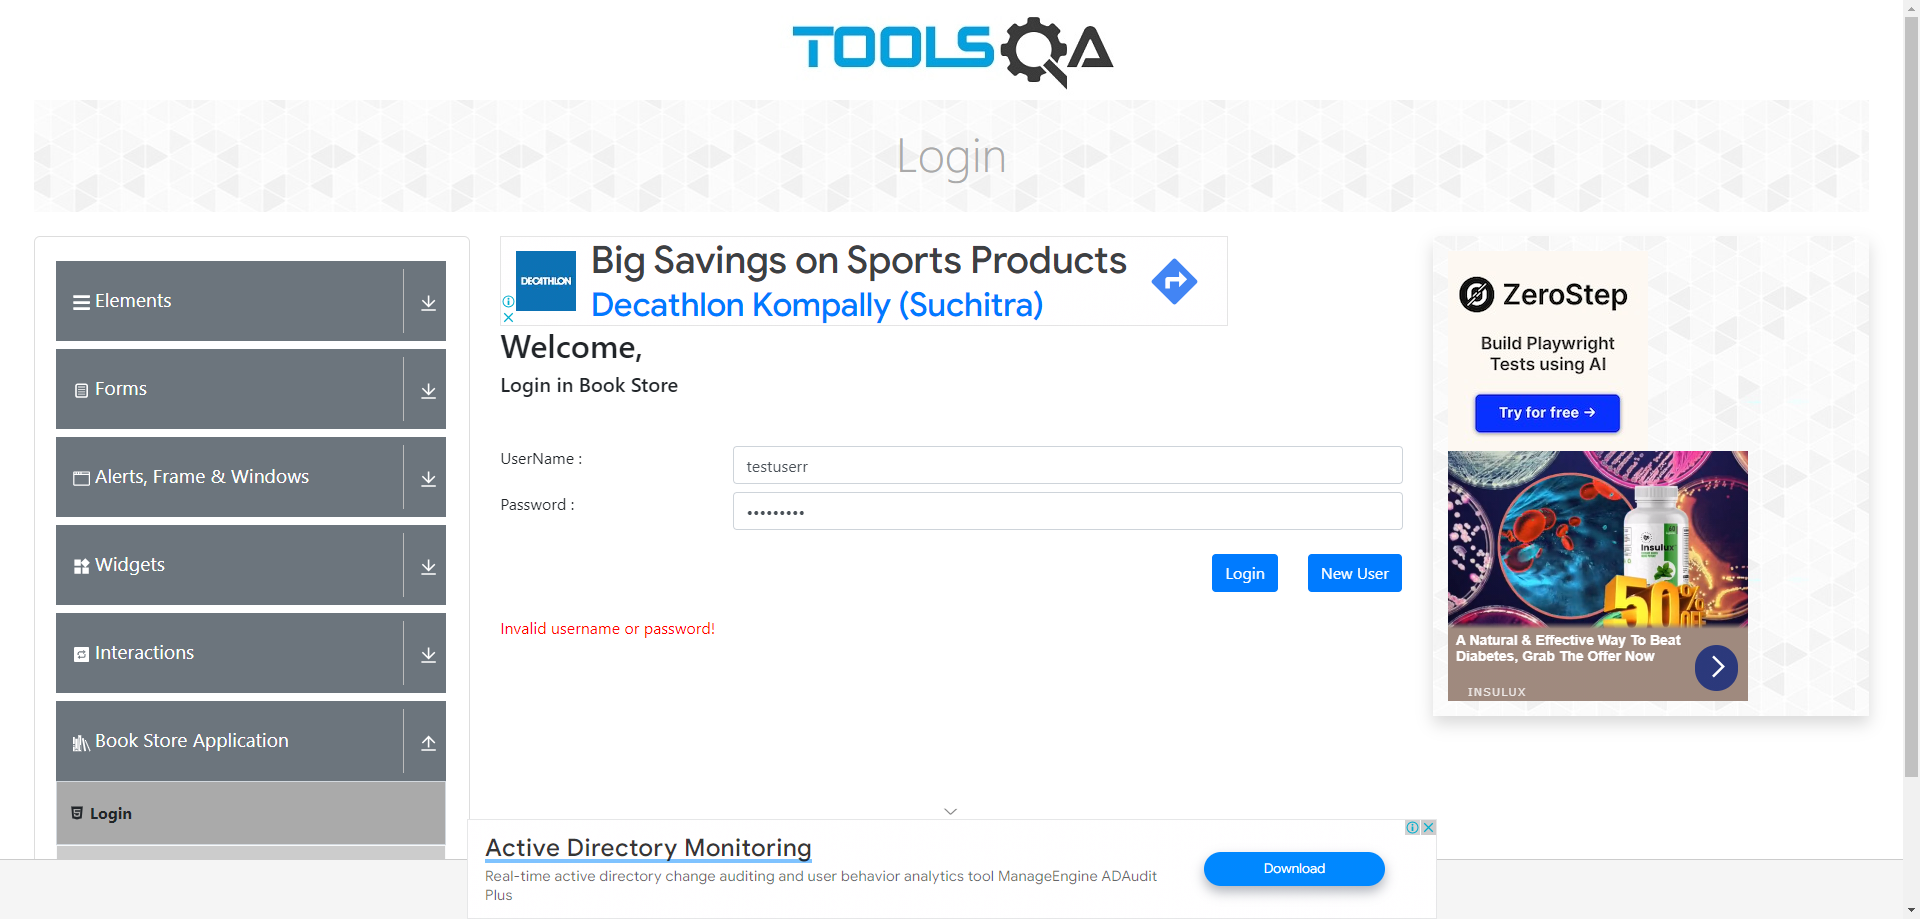 TOOLSQA
Login
Elements
Forms
Alerts, Frame & Windows
Widgets
Interactions
Book Store Application
Login
DECATHLON
Big Savings on Sports Products
Decathlon Kompally (Suchitra)
Welcome,
Login in Book Store
UserName :
testuserr
Password :
•••••••••
Login
New User
Invalid username or password!
ZeroStep
Build Playwright
Tests using AI
Try for free →
Insulux
50% OFF
A Natural & Effective Way To Beat
Diabetes, Grab The Offer Now
INSULUX
Active Directory Monitoring
Real-time active directory change auditing and user behavior analytics tool ManageEngine ADAudit
Plus
Download